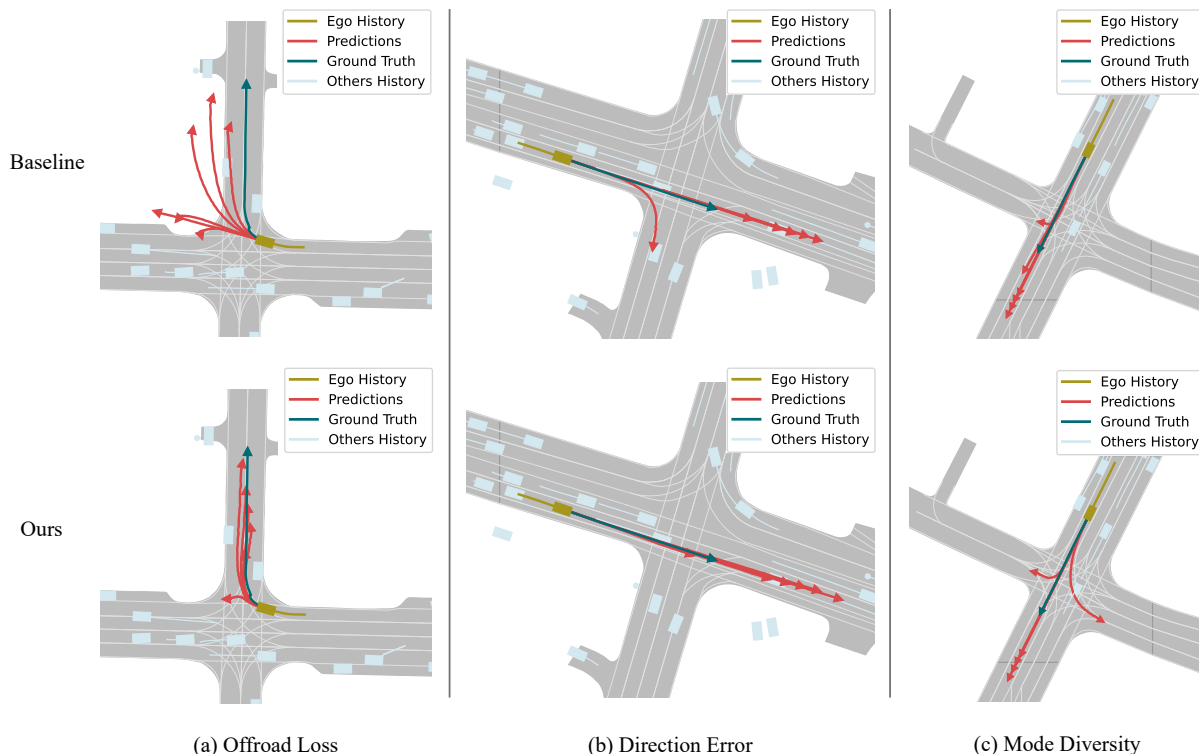 Ego History
Predictions
Ground Truth
Others History
Ego History
Predictions
Ground Truth
Others History
Ego History
Predictions
Ground Truth
Others History
Baseline
Ego History
Predictions
Ground Truth
Others History
Ego History
Predictions
Ground Truth
Others History
Ego History
Predictions
Ground Truth
Others History
Ours
(a) Offroad Loss
(b) Direction Error
(c) Mode Diversity